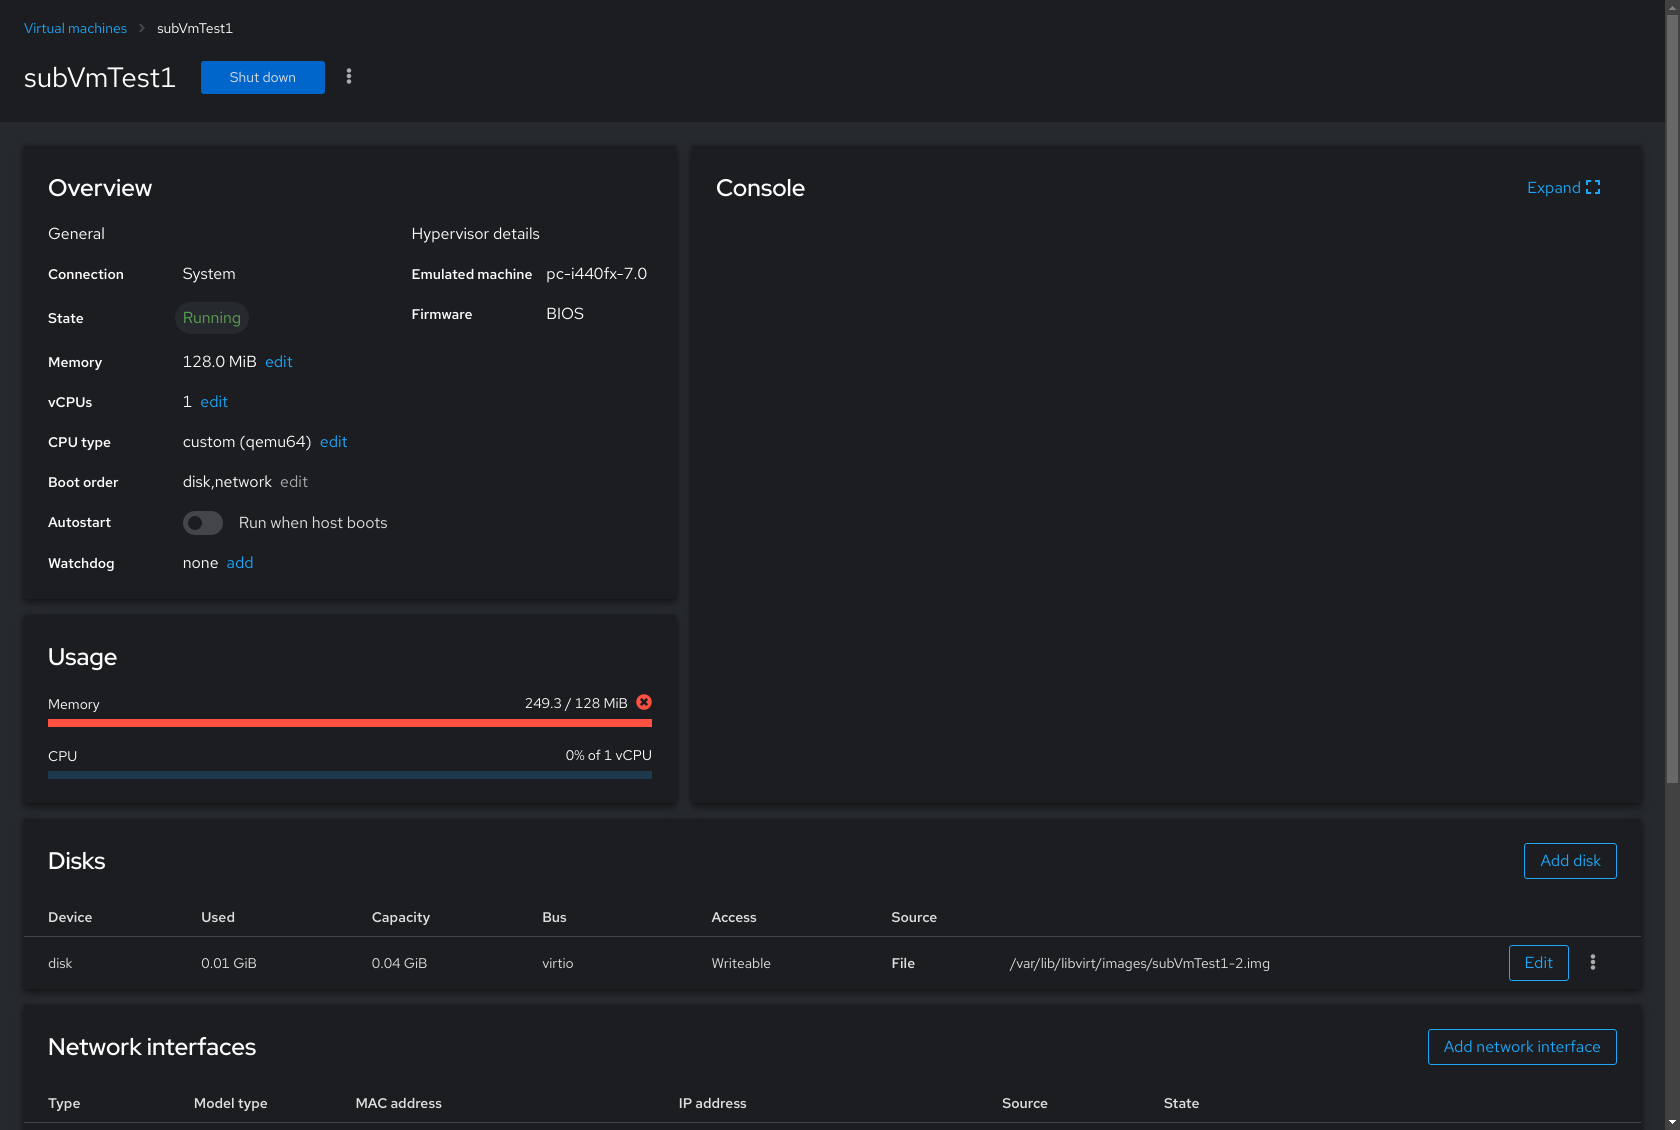 Virtual machines > subVmTest1
subVmTest1 Shut down
Overview
General
Connection System
State Running
Memory 128.0 MiB edit
vCPUs 1 edit
CPU type custom (qemu64) edit
Boot order disk,network edit
Autostart Run when host boots
Watchdog none add
Hypervisor details
Emulated machine pc-i440fx-7.0
Firmware BIOS
Console Expand
Usage
Memory 249.3 / 128 MiB
CPU 0% of 1 vCPU
Disks Add disk
Device Used Capacity Bus Access Source
disk 0.01 GiB 0.04 GiB virtio Writeable File /var/lib/libvirt/images/subVmTest1-2.img Edit
Network interfaces Add network interface
Type Model type MAC address IP address Source State